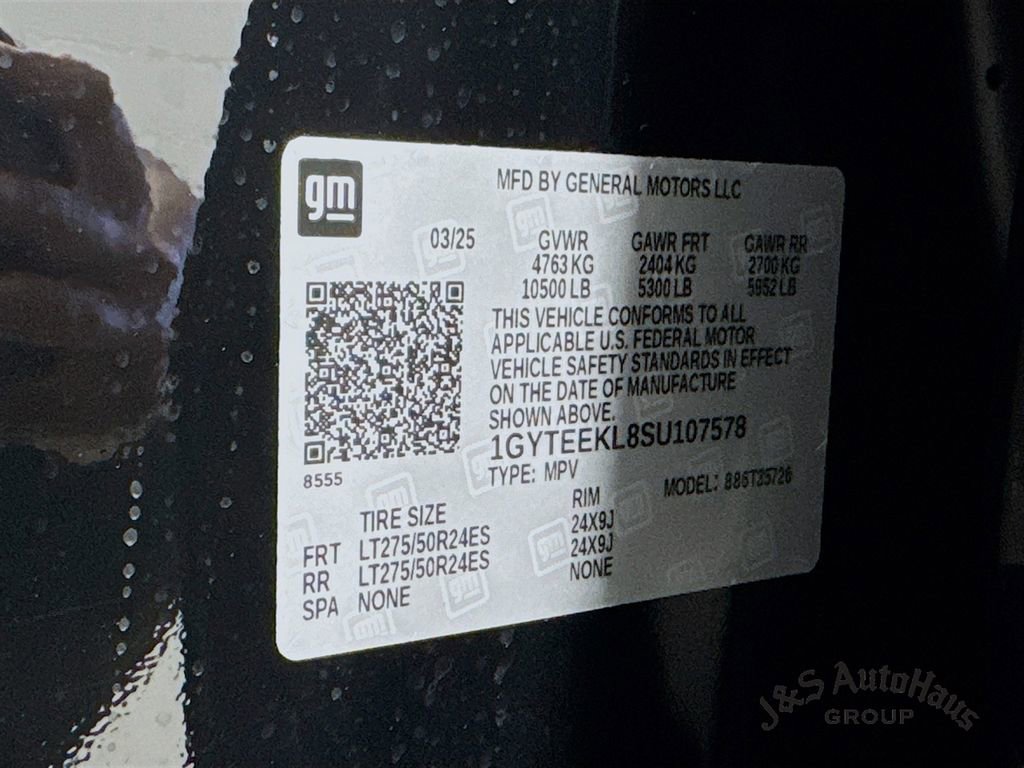 gm
MFD BY GENERAL MOTORS LLC
03/25 GVWR GAWR FRT GAWR RR
4763 KG 2404 KG 2700 KG
10500 LB 5300 LB 5952 LB
THIS VEHICLE CONFORMS TO ALL
APPLICABLE U.S. FEDERAL MOTOR
VEHICLE SAFETY STANDARDS IN EFFECT
ON THE DATE OF MANUFACTURE
SHOWN ABOVE.
1GYTEEKL8SU107578
8555
TYPE: MPV MODEL:
TIRE SIZE RIM
FRT LT275/50R24ES 24X9J
RR LT275/50R24ES 24X9J
SPA NONE NONE
J&S AutoHaus
GROUP